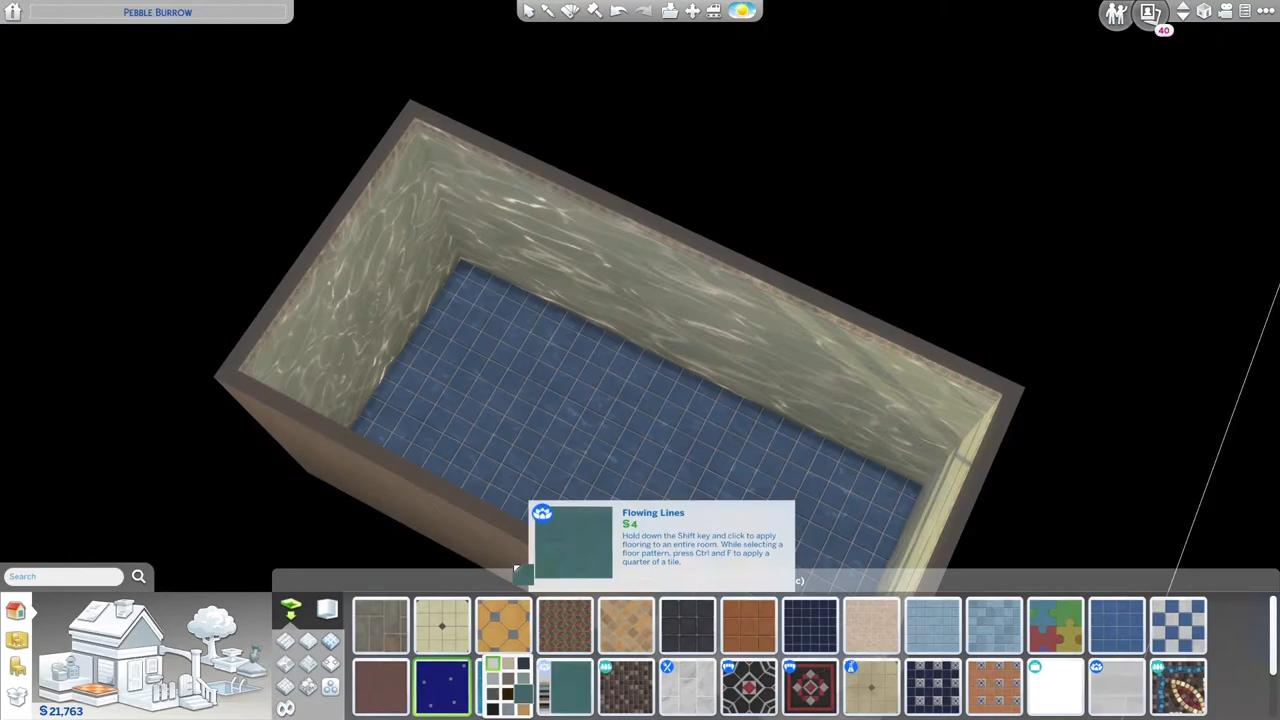 PEBBLE BURROW
40
Flowing Lines
§4
Hold down the Shift key and click to apply
flooring to an entire room. While selecting a
floor pattern, press Ctrl and F to apply a
quarter of a tile.
c)
Search
§21,763